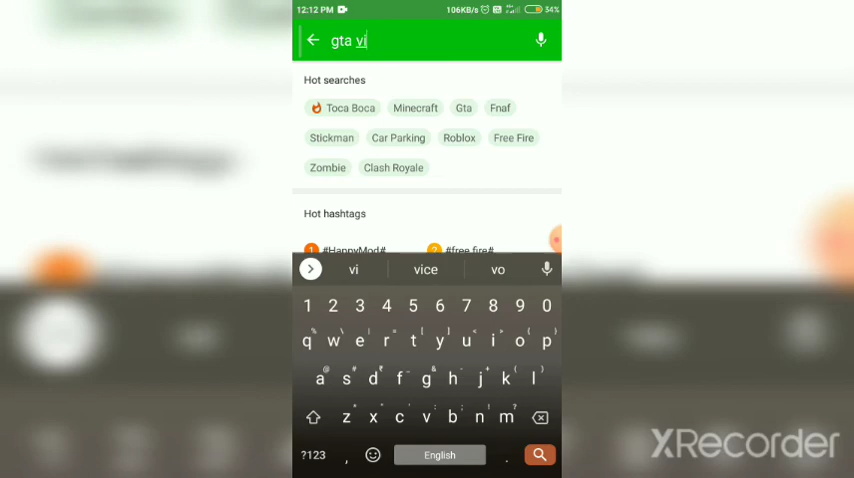 12:12 PM 106KB/s 34%
gta vi
Hot searches
Toca Boca Minecraft Gta Fnaf
Stickman Car Parking Roblox Free Fire
Zombie Clash Royale
Hot hashtags
1 #HappyMod# 2 #free fire#
vi vice vo
1 2 3 4 5 6 7 8 9 0
% \ | = [ ] < > { }
q w e r t y u i o p
@ # ₹ _ & - + ( )
a s d f g h j k l
* " ' : ; ! ?
z x c v b n m
?123 , English .
XRecorder